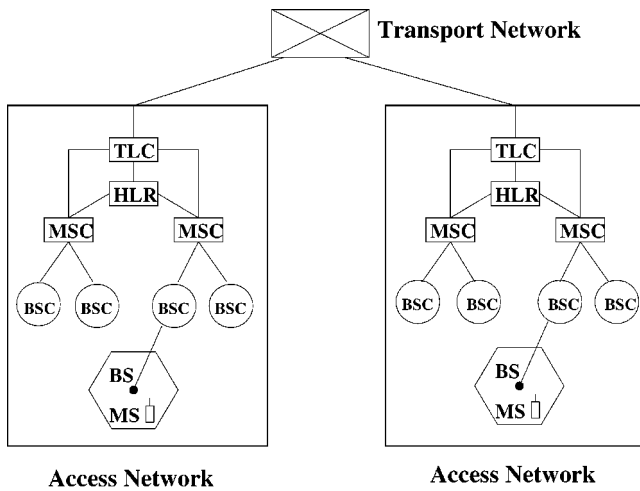 Transport Network
TLC
HLR
MSC MSC
BSC BSC BSC BSC
BS
MS
Access Network
TLC
HLR
MSC MSC
BSC BSC BSC BSC
BS
MS
Access Network